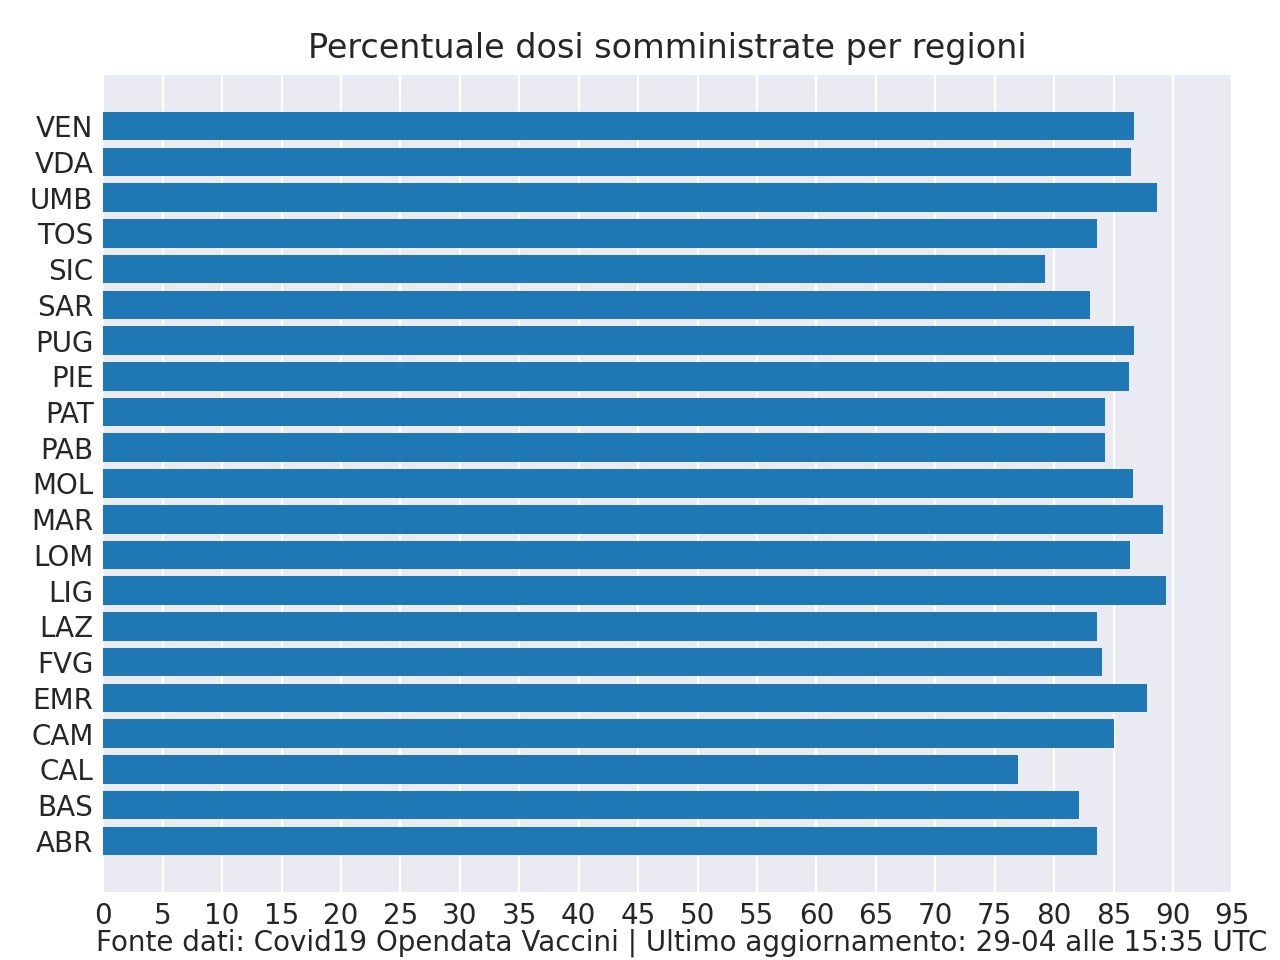 Percentuale dosi somministrate per regioni
VEN
VDA
UMB
TOS
SIC
SAR
PUG
PIE
PAT
PAB
MOL
MAR
LOM
LIG
LAZ
FVG
EMR
CAM
CAL
BAS
ABR
0 5 10 15 20 25 30 35 40 45 50 55 60 65 70 75 80 85 90 95
Fonte dati: Covid19 Opendata Vaccini | Ultimo aggiornamento: 29-04 alle 15:35 UTC